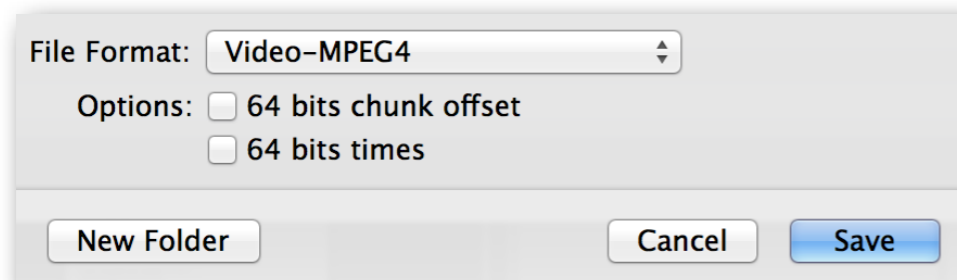 File Format: Video-MPEG4
Options: 64 bits chunk offset
64 bits times
New Folder Cancel Save